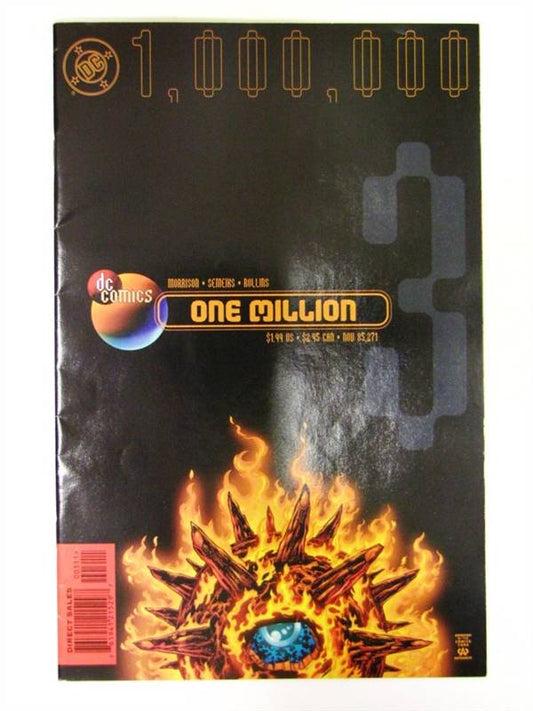 DC
1,000,000
3
dc
comics
MORRISON • SEMEIKS • ROLLINS
ONE MILLION
$1.99 US • $2.95 CAN • NOV 85,271
00311
DIRECT SALES